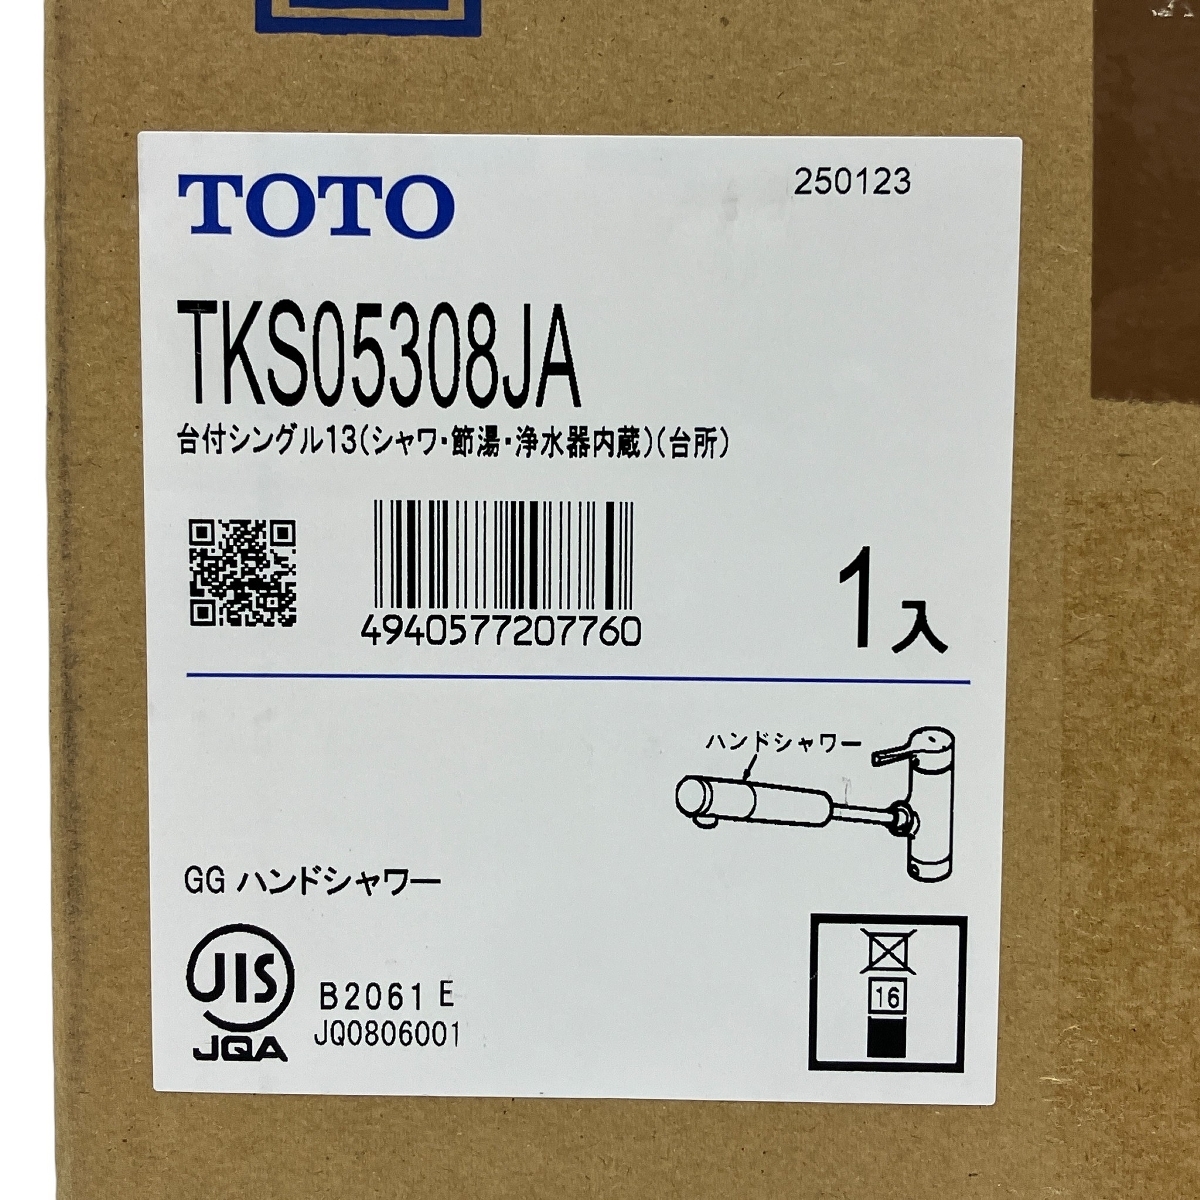 TOTO
250123
TKS05308JA
台付シングル13(シャワ・節湯・浄水器内蔵)(台所)
4940577207760
1入
ハンドシャワー
GG ハンドシャワー
JIS
JQA
B2061 E
JQ0806001
16